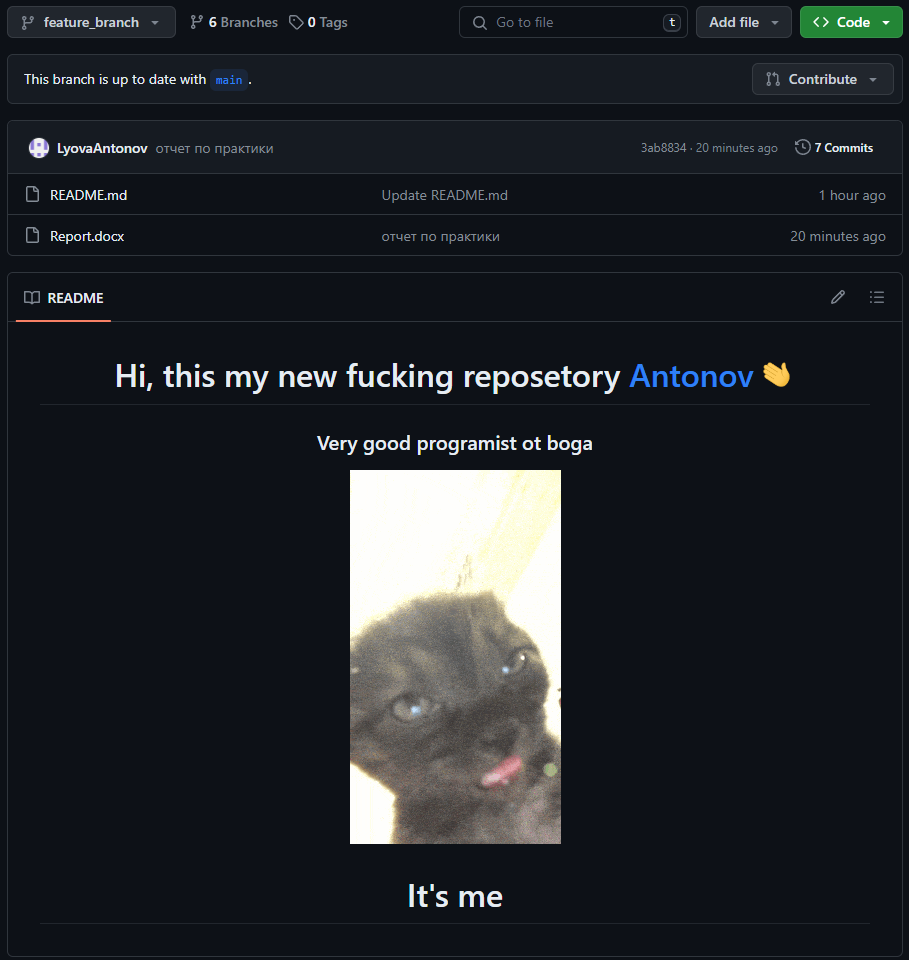 feature_branch 6 Branches 0 Tags Go to file t Add file Code
This branch is up to date with main.
Contribute
LyovaAntonov отчет по практики 3ab8834 · 20 minutes ago 7 Commits
README.md Update README.md 1 hour ago
Report.docx отчет по практики 20 minutes ago
README
Hi, this my new fucking reposetory Antonov 👋
Very good programist ot boga
It's me